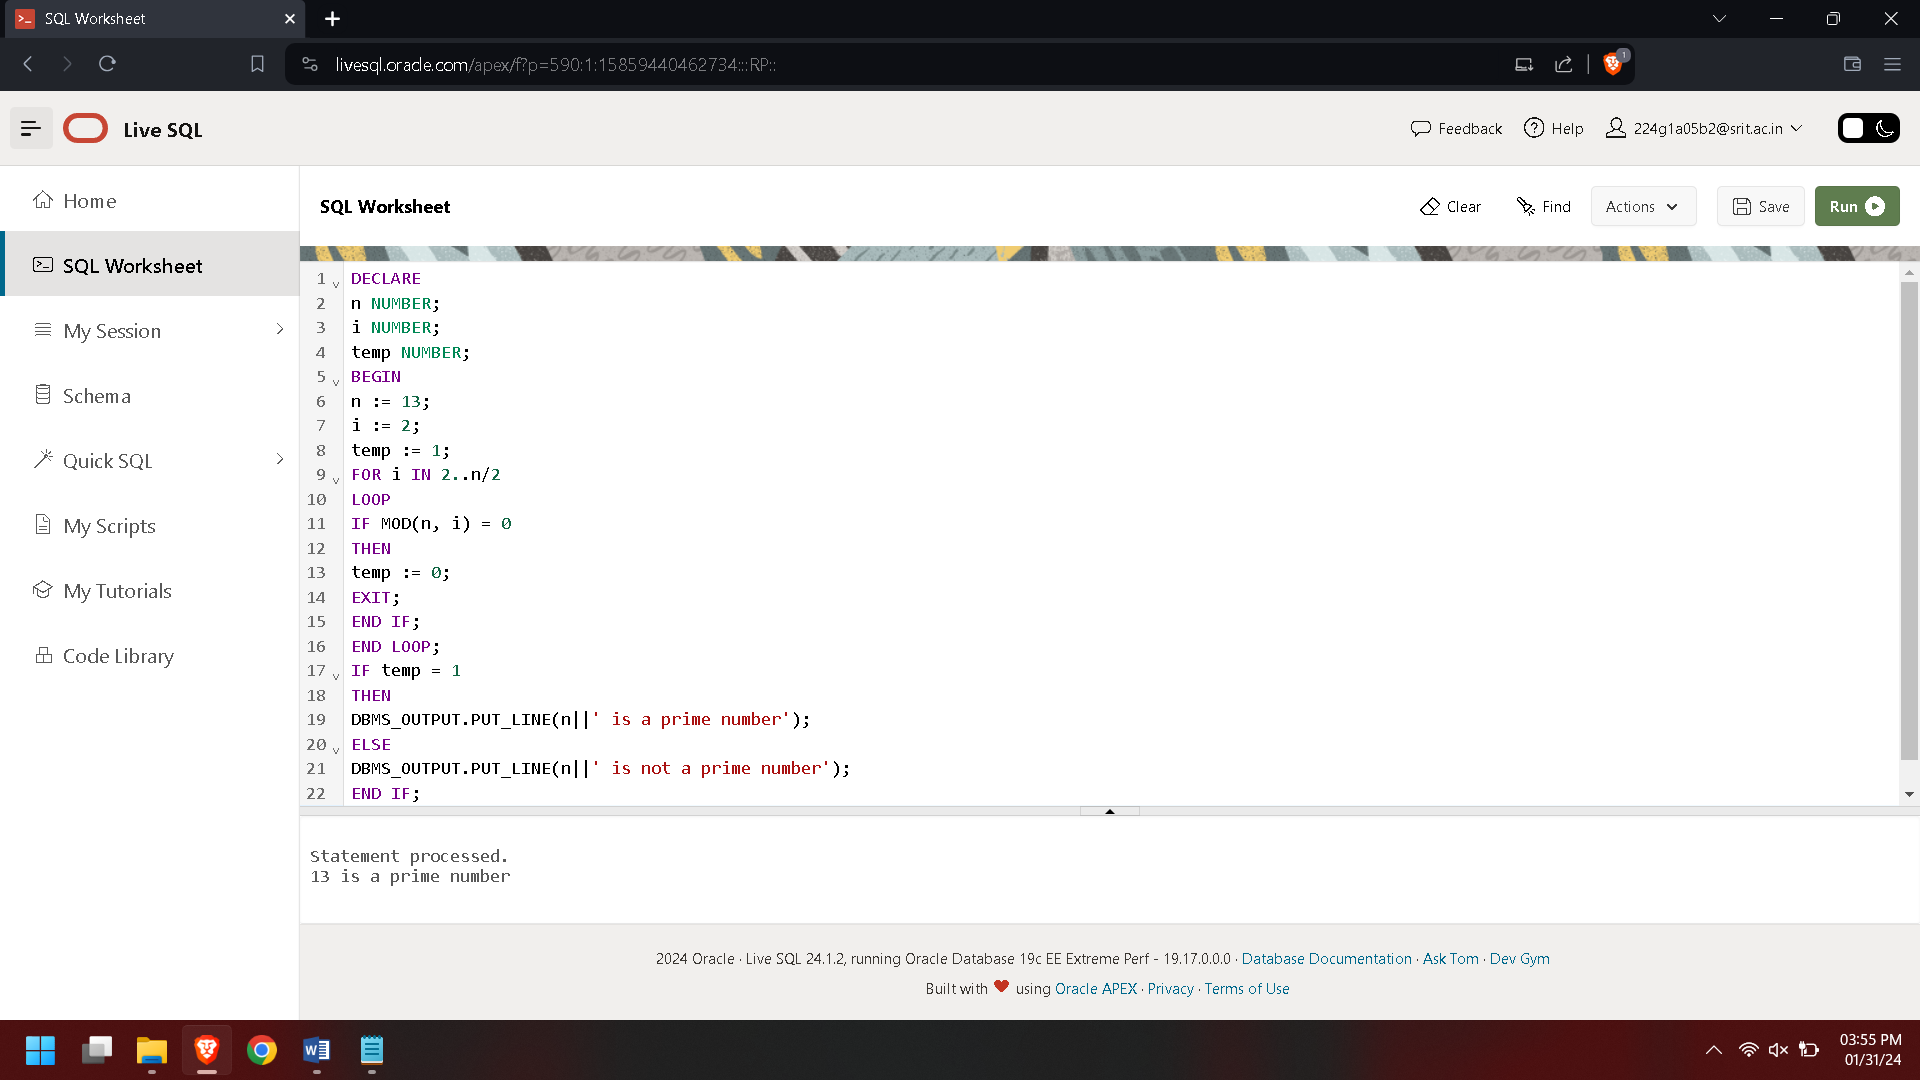 SQL Worksheet
livesql.oracle.com/apex/f?p=590:1:15859440462734:::RP::
1
Live SQL
Feedback
Help
224g1a05b2@srit.ac.in
Home
SQL Worksheet
My Session
Schema
Quick SQL
My Scripts
My Tutorials
Code Library
SQL Worksheet
Clear
Find
Actions
Save
Run
1 DECLARE
2 n NUMBER;
3 i NUMBER;
4 temp NUMBER;
5 BEGIN
6 n := 13;
7 i := 2;
8 temp := 1;
9 FOR i IN 2..n/2
10 LOOP
11 IF MOD(n, i) = 0
12 THEN
13 temp := 0;
14 EXIT;
15 END IF;
16 END LOOP;
17 IF temp = 1
18 THEN
19 DBMS_OUTPUT.PUT_LINE(n||' is a prime number');
20 ELSE
21 DBMS_OUTPUT.PUT_LINE(n||' is not a prime number');
22 END IF;
Statement processed.
13 is a prime number
2024 Oracle · Live SQL 24.1.2, running Oracle Database 19c EE Extreme Perf - 19.17.0.0.0 · Database Documentation · Ask Tom · Dev Gym
Built with ❤ using Oracle APEX · Privacy · Terms of Use
03:55 PM
01/31/24